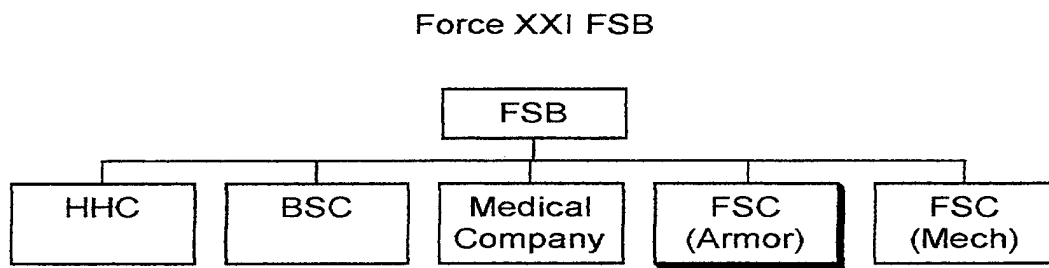 Force XXI FSB
FSB
HHC
BSC
Medical
Company
FSC
(Armor)
FSC
(Mech)